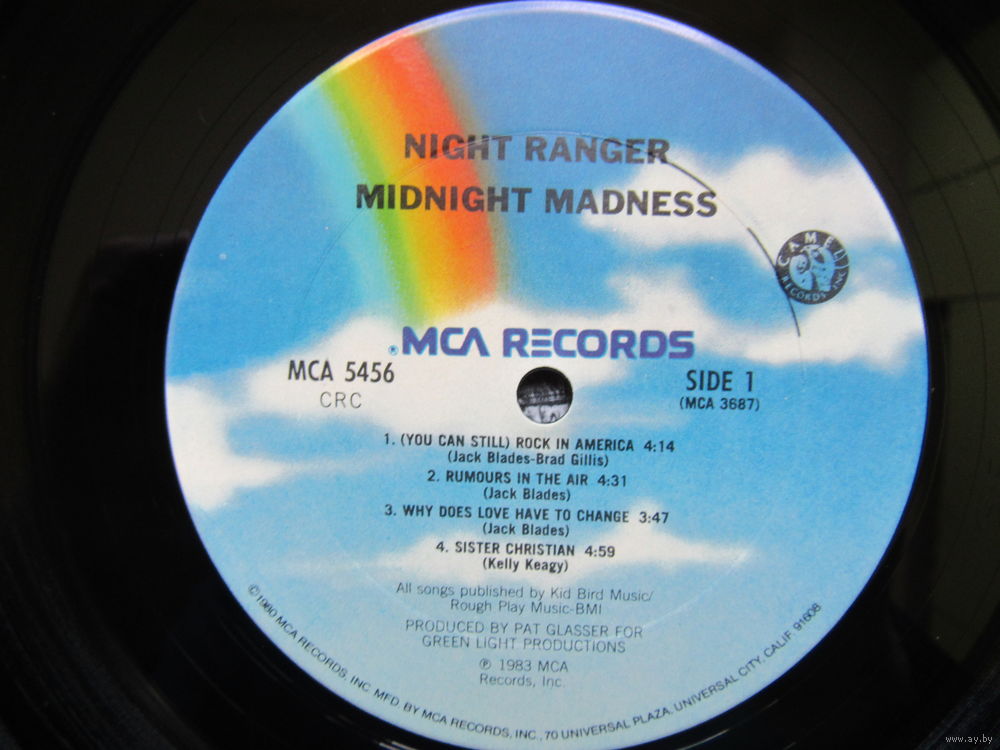 NIGHT RANGER
MIDNIGHT MADNESS
CAMEL RECORDS INC.
®MCA RECORDS
MCA 5456
CRC
SIDE 1
(MCA 3687)
1. (YOU CAN STILL) ROCK IN AMERICA 4:14
(Jack Blades-Brad Gillis)
2. RUMOURS IN THE AIR 4:31
(Jack Blades)
3. WHY DOES LOVE HAVE TO CHANGE 3:47
(Jack Blades)
4. SISTER CHRISTIAN 4:59
(Kelly Keagy)
All songs published by Kid Bird Music/
Rough Play Music-BMI
PRODUCED BY PAT GLASSER FOR
GREEN LIGHT PRODUCTIONS
℗ 1983 MCA
Records, Inc.
©1980 MCA RECORDS, INC. MFD. BY MCA RECORDS, INC., 70 UNIVERSAL PLAZA, UNIVERSAL CITY, CALIF. 91608
www.ay.by